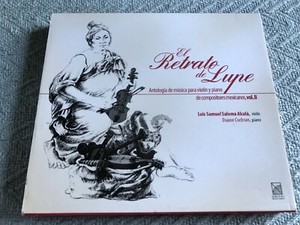 El
Retrato
de Lupe
Antología de música para violín y piano
de compositores mexicanos, vol. II
Luis Samuel Saloma Alcalá, violín
Duane Cochran, piano